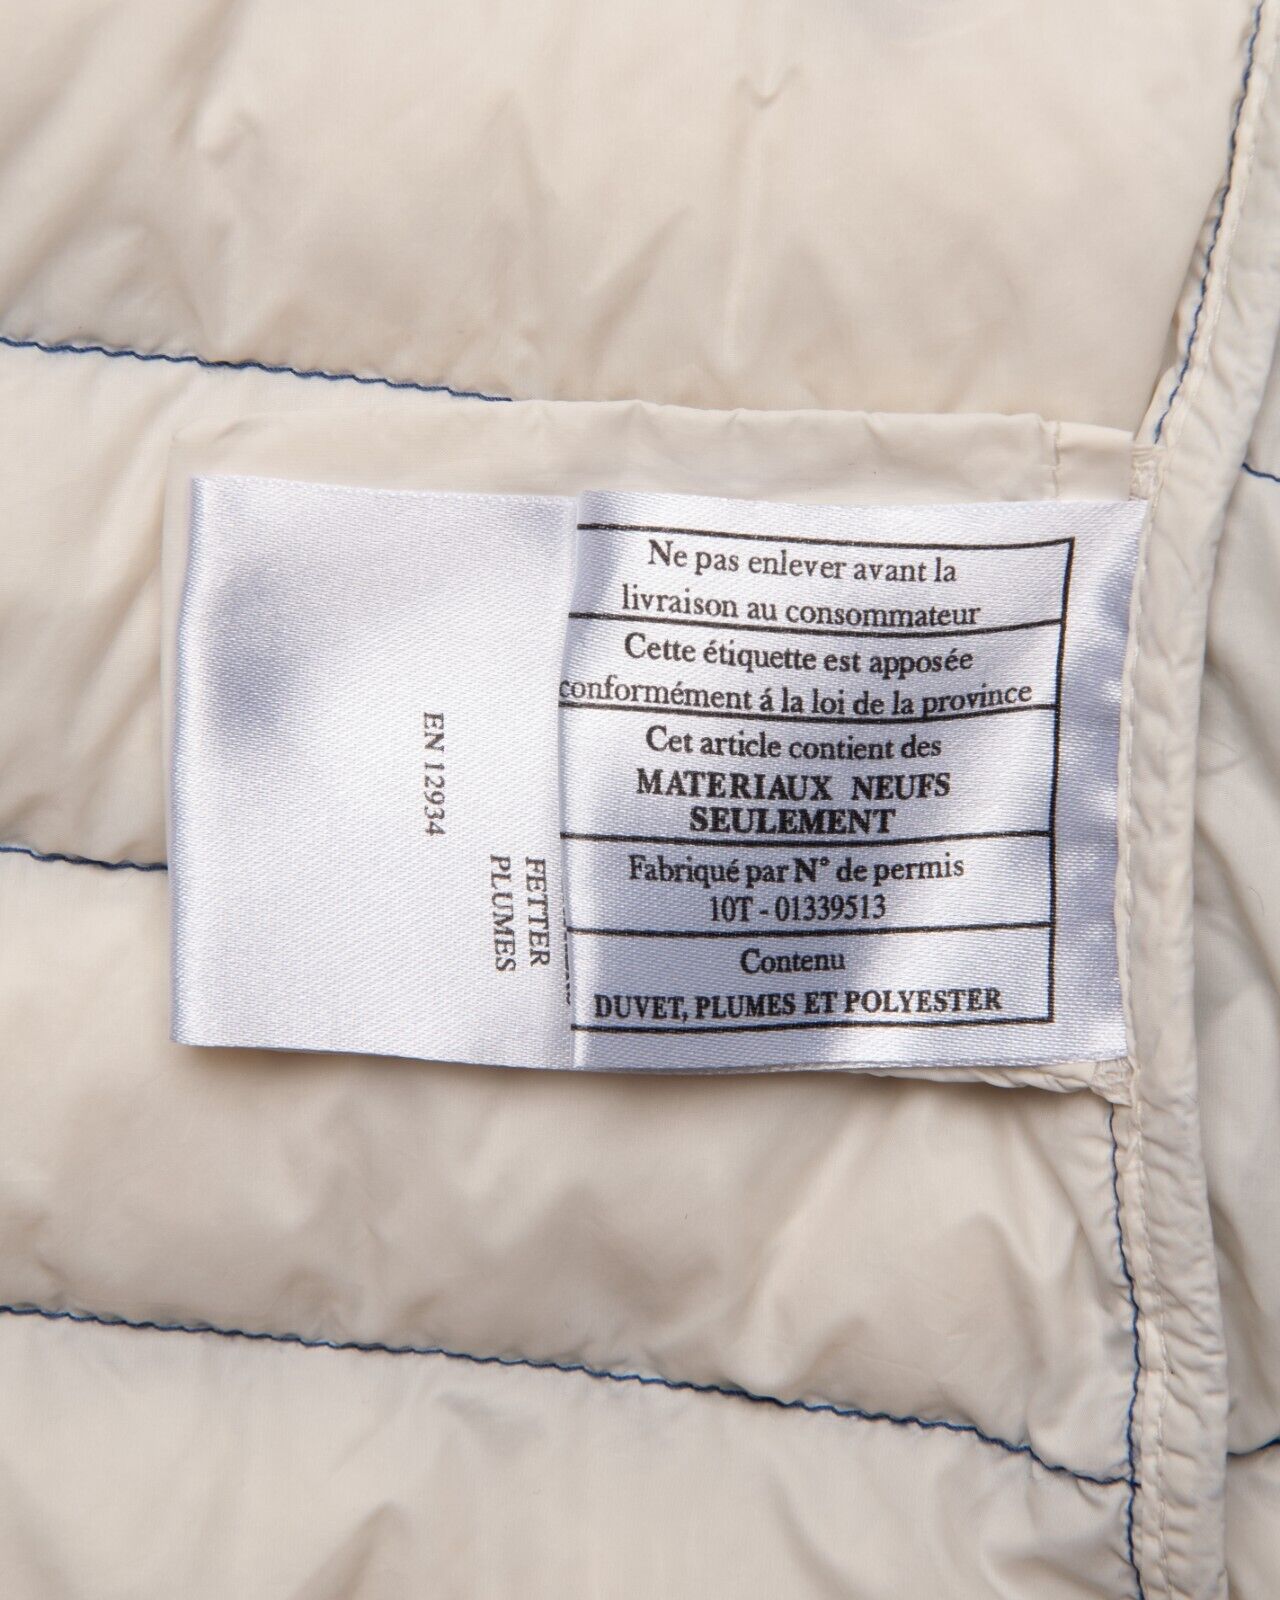 Ne pas enlever avant la
livraison au consommateur
Cette étiquette est apposée
conformément á la loi de la province
Cet article contient des
MATERIAUX NEUFS
SEULEMENT
Fabriqué par N° de permis
10T - 01339513
Contenu
DUVET, PLUMES ET POLYESTER
EN 12934
FETTER
PLUMES